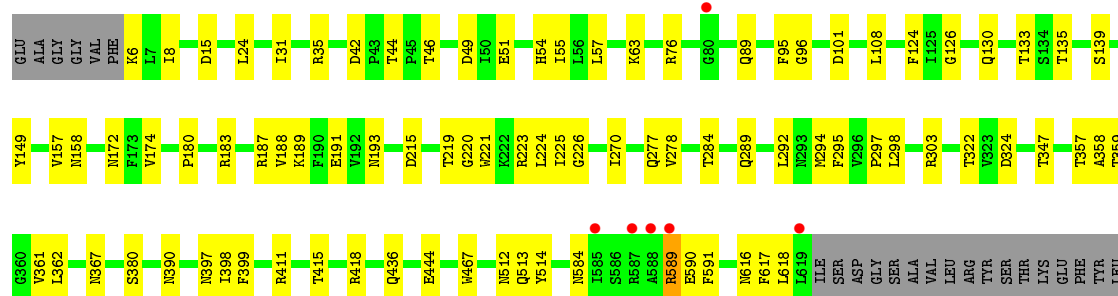 GLU ALA GLY GLY VAL PHE K6 L7 I8 D15 L24 I31 R35 D42 P43 T44 P45 T46 D49 I50 E51 H54 I55 L56 L57 K63 R76 G80 Q89 F95 G96 D101 L108 F124 I125 G126 Q130 T133 S134 T135 S139
Y149 V157 N158 N172 F173 V174 P180 R183 R187 V188 K189 F190 E191 V192 N193 D215 T219 G220 W221 K222 R223 L224 I225 G226 I270 Q277 V278 T284 Q289 L292 N293 M294 F295 V296 P297 L298 R303 T322 V323 D324 T347 T357 A358 T359
G360 V361 L362 N367 S380 N390 N397 I398 F399 R411 T415 R418 Q436 E444 W467 N512 Q513 Y514 N584 I585 S586 R587 A588 R589 E590 F591 N616 F617 L618 L619 ILE SER ASP GLY SER ALA VAL LEU ARG TYR SER THR LYS GLU PHE TYR LEU